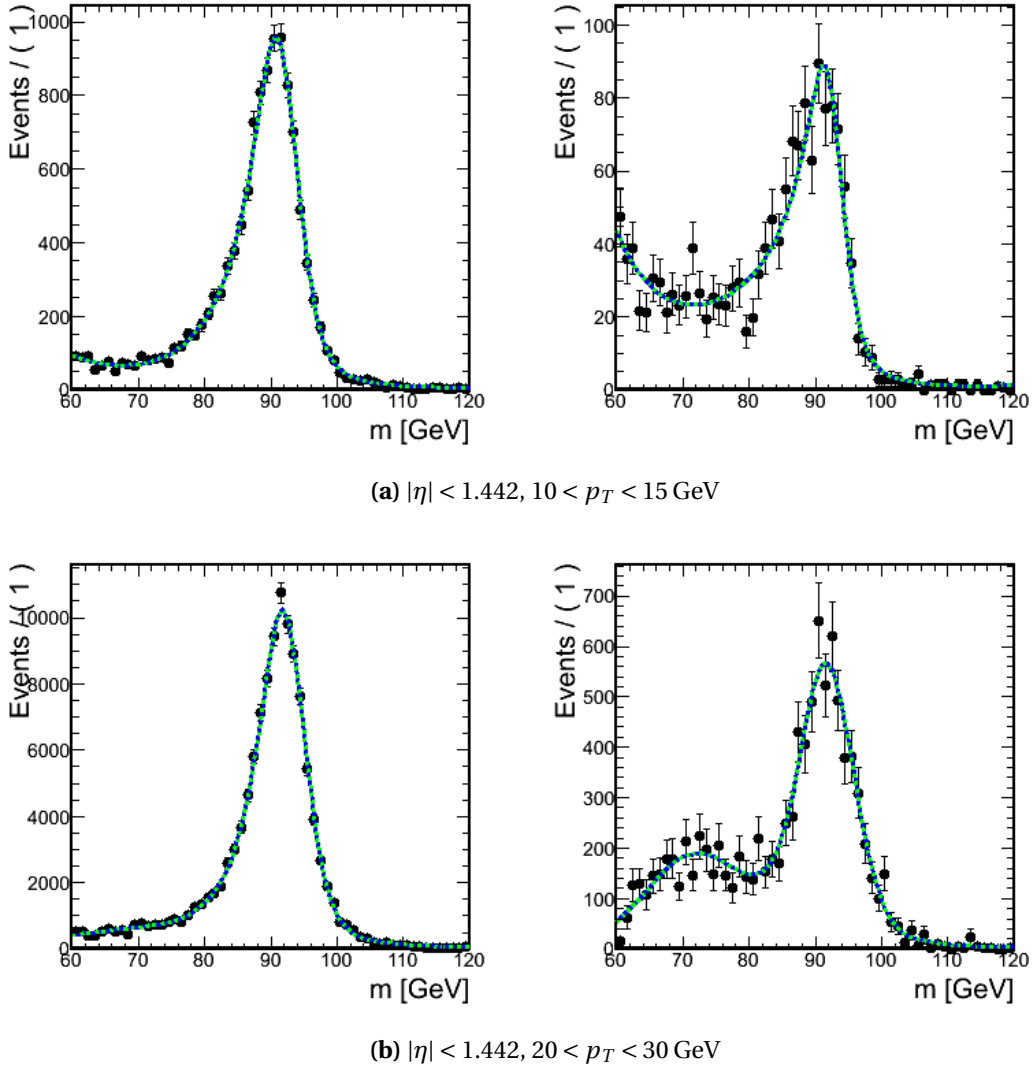 Events / ( 1 )
1000
800
600
400
200
0
60 70 80 90 100 110 120
m [GeV]
Events / ( 1 )
100
80
60
40
20
0
60 70 80 90 100 110 120
m [GeV]
(a) |η| < 1.442, 10 < p_T < 15 GeV
Events / ( 1 )
10000
8000
6000
4000
2000
0
60 70 80 90 100 110 120
m [GeV]
Events / ( 1 )
700
600
500
400
300
200
100
0
60 70 80 90 100 110 120
m [GeV]
(b) |η| < 1.442, 20 < p_T < 30 GeV